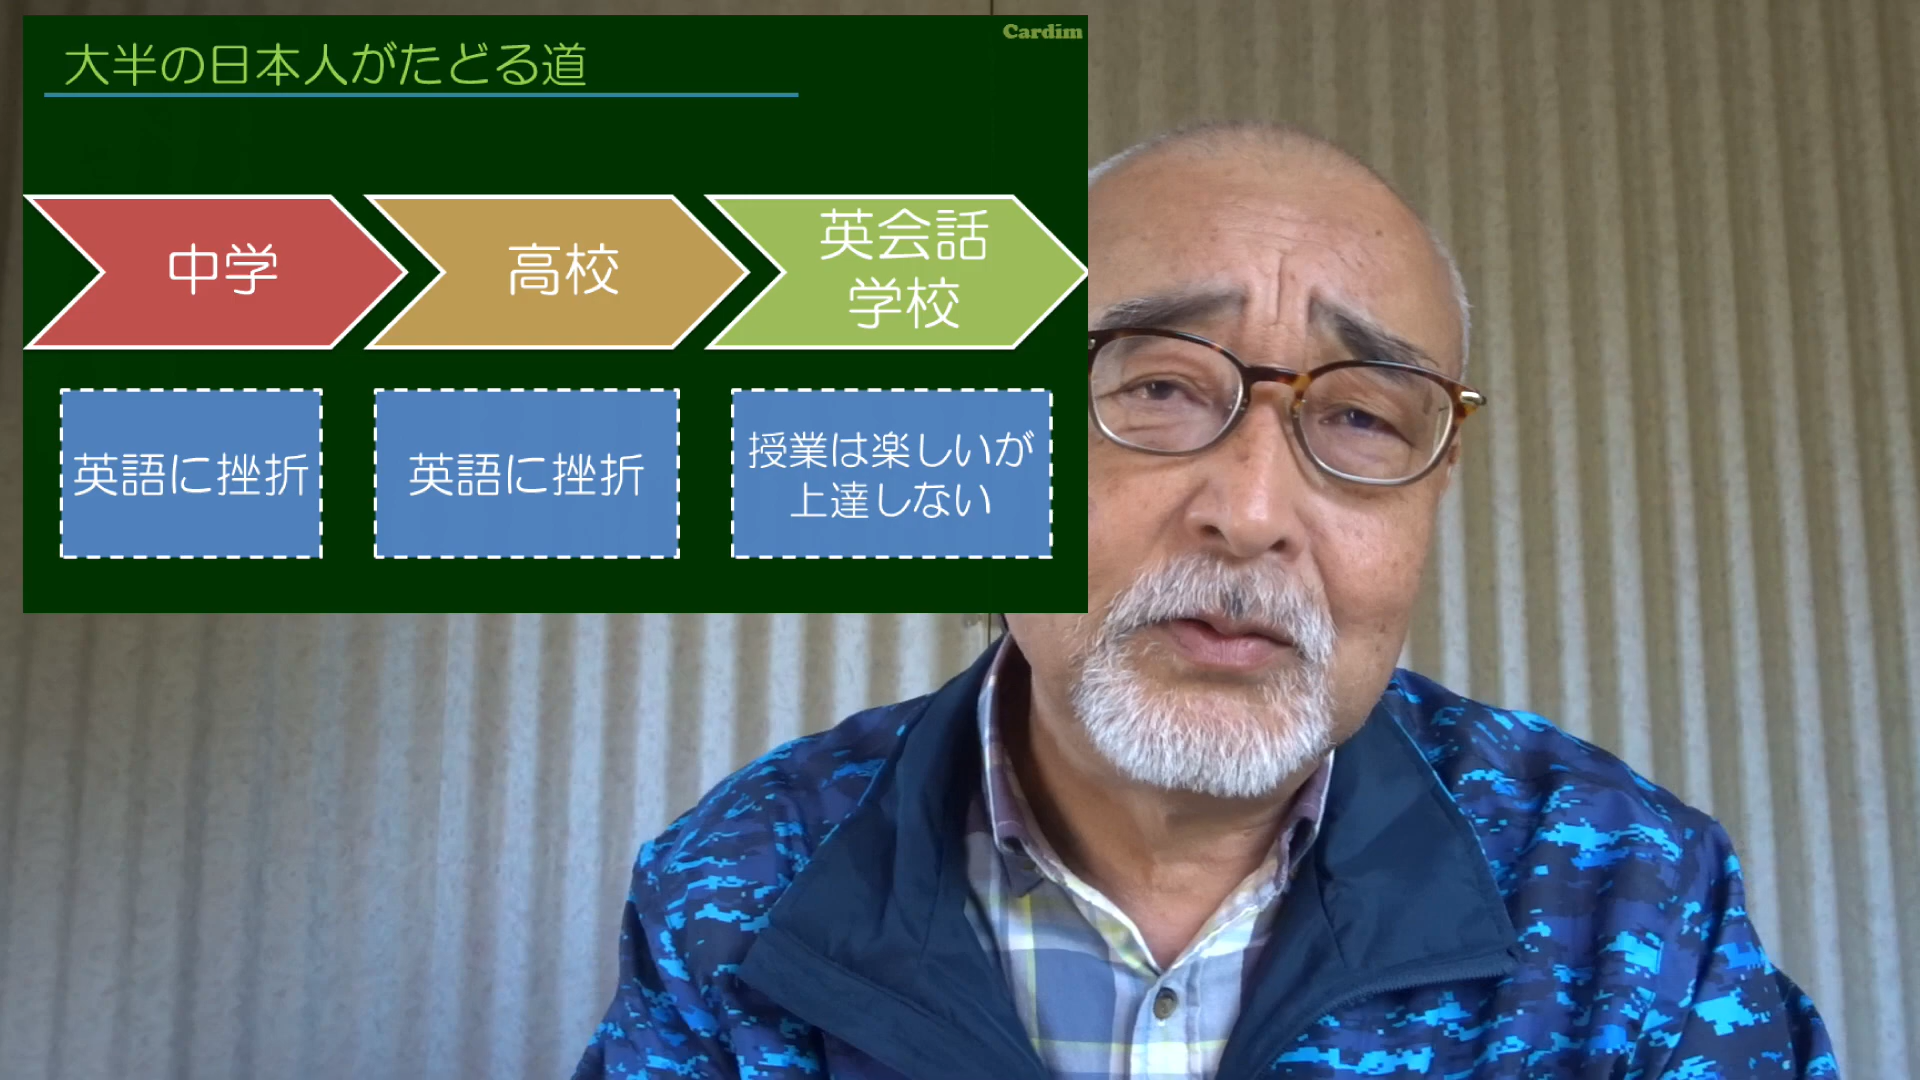 Cardim
大半の日本人がたどる道
中学
高校
英会話
学校
英語に挫折
英語に挫折
授業は楽しいが
上達しない